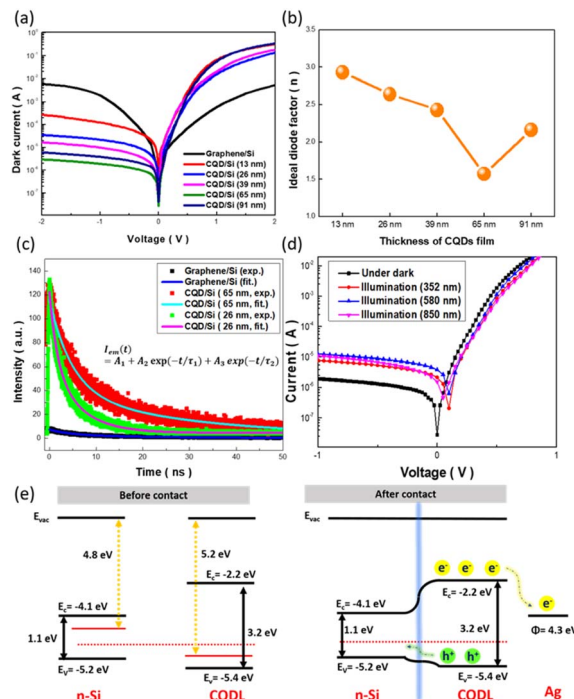 (a)
Dark current ( A )
10⁰
10⁻¹
10⁻²
10⁻³
10⁻⁴
10⁻⁵
10⁻⁶
10⁻⁷
Graphene/Si
CQD/Si (13 nm)
CQD/Si (26 nm)
CQD/Si (39 nm)
CQD/Si (65 nm)
CQD/Si (91 nm)
-2 -1 0 1 2
Voltage ( V )
(b)
Ideal diode factor ( n )
3.5
3.0
2.5
2.0
1.5
1.0
13 nm 26 nm 39 nm 65 nm 91 nm
Thickness of CQDs film
(c)
Intensity ( a.u. )
140
120
100
80
60
40
20
0
Graphene/Si (exp.)
Graphene/Si (fit.)
CQD/Si ( 65 nm, exp.)
CQD/Si ( 65 nm, fit.)
CQD/Si ( 26 nm, exp.)
CQD/Si ( 26 nm, fit.)
I_em(t)
= A₁ + A₂ exp(−t/τ₁) + A₃ exp(−t/τ₂)
0 10 20 30 40 50
Time ( ns )
(d)
Current ( A )
10⁻²
10⁻³
10⁻⁴
10⁻⁵
10⁻⁶
10⁻⁷
Under dark
Illumination (352 nm)
Illumination (580 nm)
Illumination (850 nm)
-1 0 1
Voltage ( V )
(e)
Before contact
E_vac
4.8 eV
5.2 eV
E_c= -2.2 eV
E_c= -4.1 eV
1.1 eV
3.2 eV
E_v= -5.2 eV
E_v= -5.4 eV
n-Si
CQDL
After contact
E_vac
e⁻ e⁻ e⁻
E_c= -2.2 eV
e⁻
E_c= -4.1 eV
Φ= 4.3 eV
1.1 eV
3.2 eV
h⁺ h⁺
E_v= -5.2 eV
E_v= -5.4 eV
n-Si
CQDL
Ag